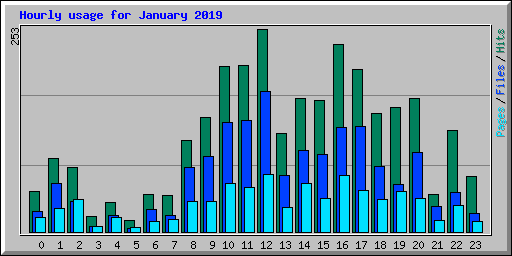 Hourly usage for January 2019
253
Pages/Files/Hits
0 1 2 3 4 5 6 7 8 9 10 11 12 13 14 15 16 17 18 19 20 21 22 23